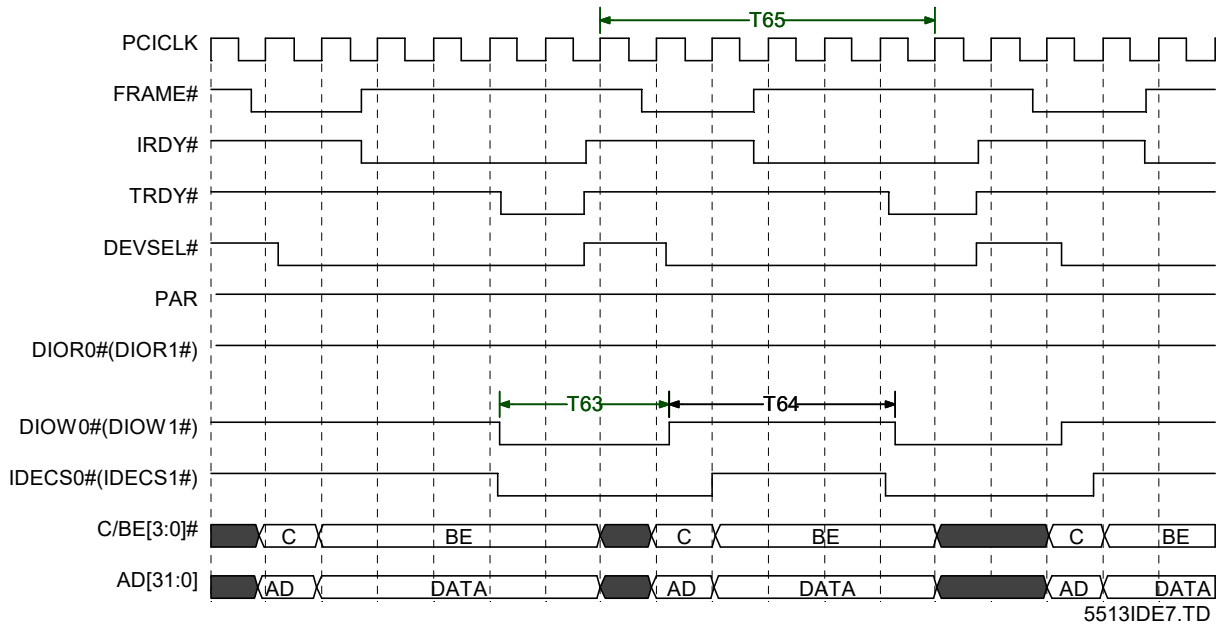 T65
PCICLK
FRAME#
IRDY#
TRDY#
DEVSEL#
PAR
DIOR0#(DIOR1#)
T63 T64
DIOW0#(DIOW1#)
IDECS0#(IDECS1#)
C/BE[3:0]# C BE C BE C BE
AD[31:0] AD DATA AD DATA AD DATA
5513IDE7.TD